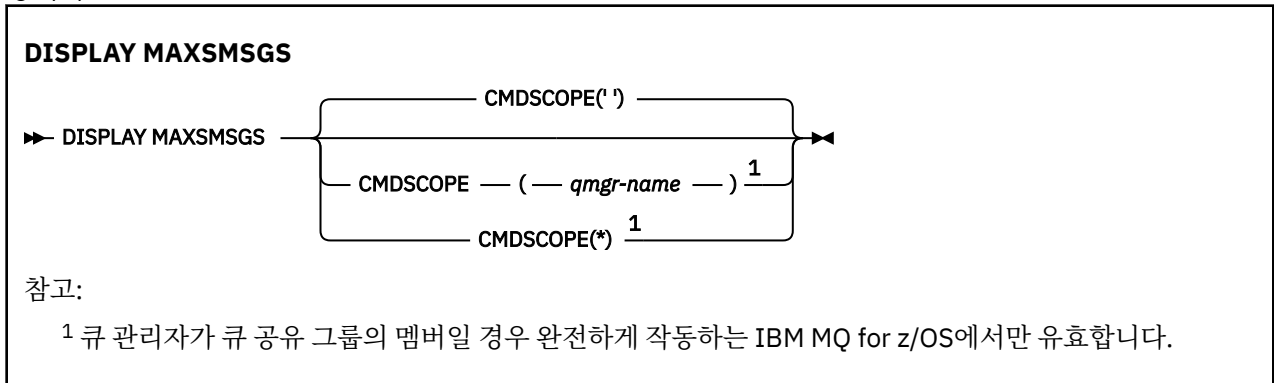 DISPLAY MAXSMSGS
CMDSCOPE(' ')
DISPLAY MAXSMSGS
CMDSCOPE ( qmgr-name ) 1
CMDSCOPE(*) 1
참고:
1 큐 관리자가 큐 공유 그룹의 멤버일 경우 완전하게 작동하는 IBM MQ for z/OS에서만 유효합니다.